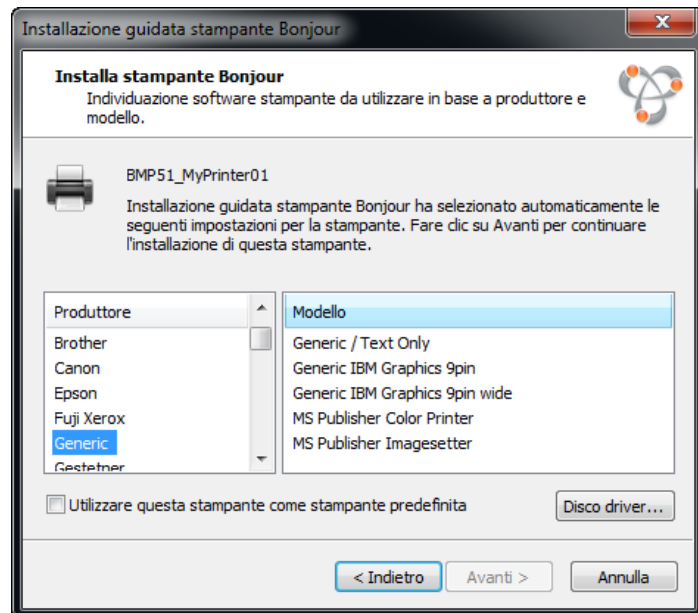 Installazione guidata stampante Bonjour
Installa stampante Bonjour
Individuazione software stampante da utilizzare in base a produttore e
modello.
BMP51_MyPrinter01
Installazione guidata stampante Bonjour ha selezionato automaticamente le
seguenti impostazioni per la stampante. Fare clic su Avanti per continuare
l'installazione di questa stampante.
Produttore
Brother
Canon
Epson
Fuji Xerox
Generic
Gestetner
Modello
Generic / Text Only
Generic IBM Graphics 9pin
Generic IBM Graphics 9pin wide
MS Publisher Color Printer
MS Publisher Imagesetter
Utilizzare questa stampante come stampante predefinita
Disco driver...
< Indietro
Avanti >
Annulla